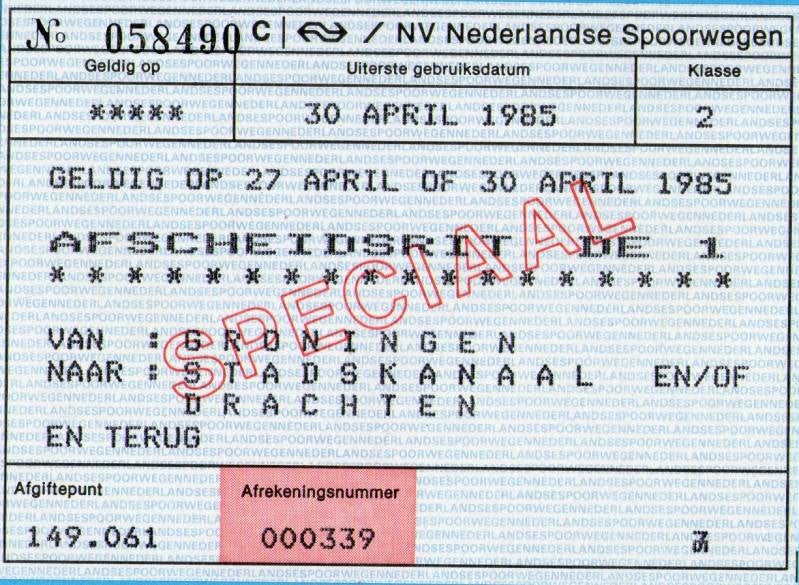 No 058490 C / NV Nederlandse Spoorwegen
Geldig op Uiterste gebruiksdatum Klasse
***** 30 APRIL 1985 2
GELDIG OP 27 APRIL OF 30 APRIL 1985
AFSCHEIDSRIT DE 1
* * * * * * * * * * * * * * * * * *
SPECIAAL
VAN : GRONINGEN
NAAR : STADSKANAAL EN/OF
DRACHTEN
EN TERUG
Afgiftepunt Afrekeningsnummer
149.061 000339